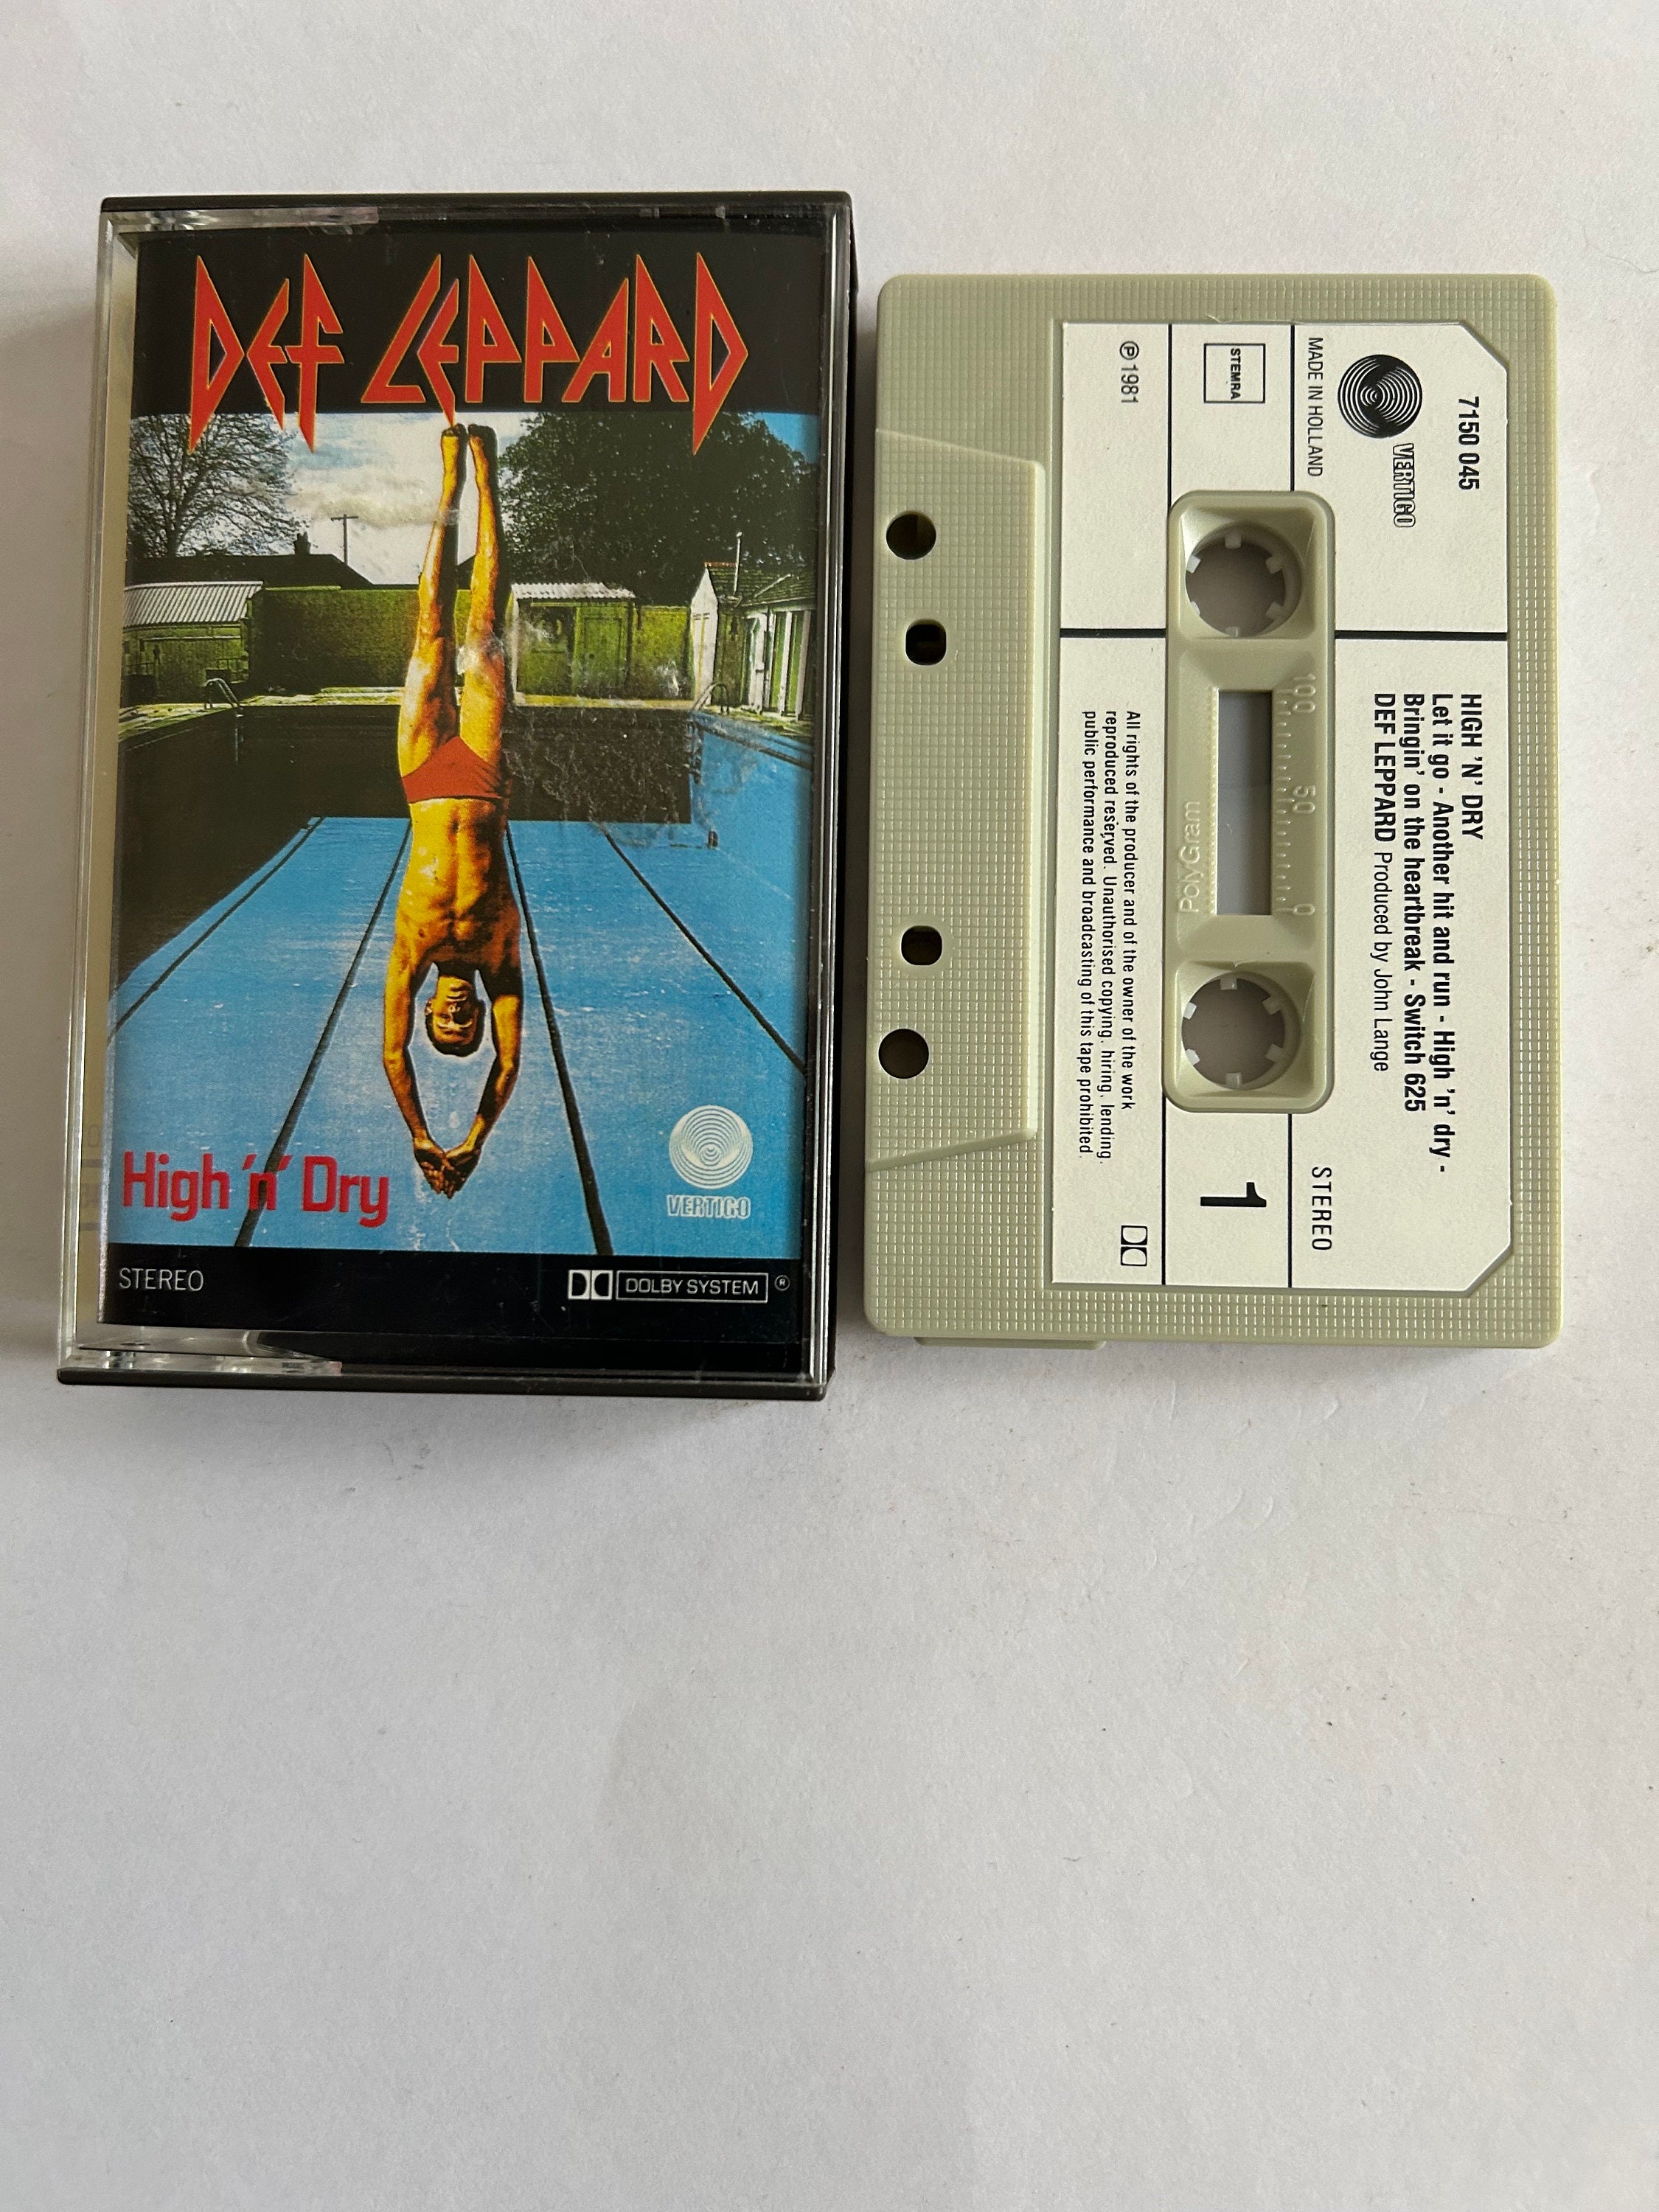 DEF LEPPARD
High 'n' Dry
VERTIGO
STEREO
DOLBY SYSTEM ®
7150 045
VERTIGO
MADE IN HOLLAND
STEMRA
℗ 1981
HIGH 'N' DRY
Let it go - Another hit and run - High 'n' dry -
Bringin' on the heartbreak - Switch 625
DEF LEPPARD Produced by John Lange
STEREO
1
100 50 0
PolyGram
All rights of the producer and of the owner of the work
reproduced reserved. Unauthorised copying, hiring, lending,
public performance and broadcasting of this tape prohibited.